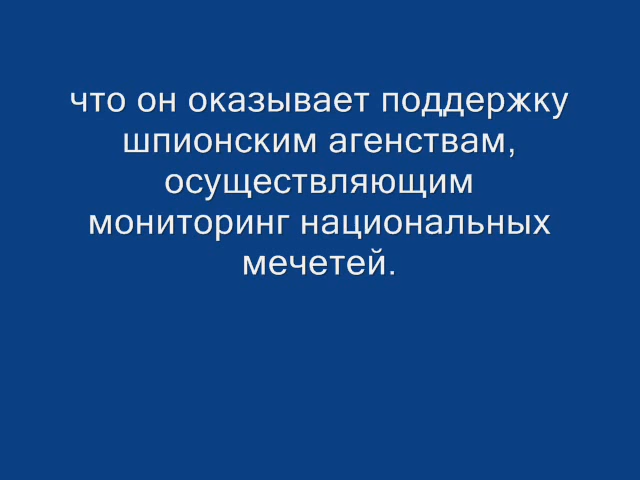 что он оказывает поддержку
шпионским агенствам,
осуществляющим
мониторинг национальных
мечетей.